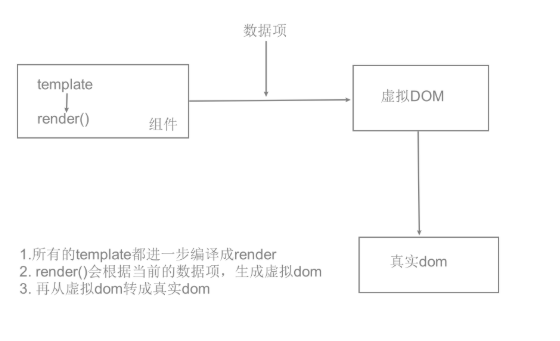 数据项
template
render()
组件
虚拟DOM
真实dom
1.所有的template都进一步编译成render
2. render()会根据当前的数据项，生成虚拟dom
3. 再从虚拟dom转成真实dom